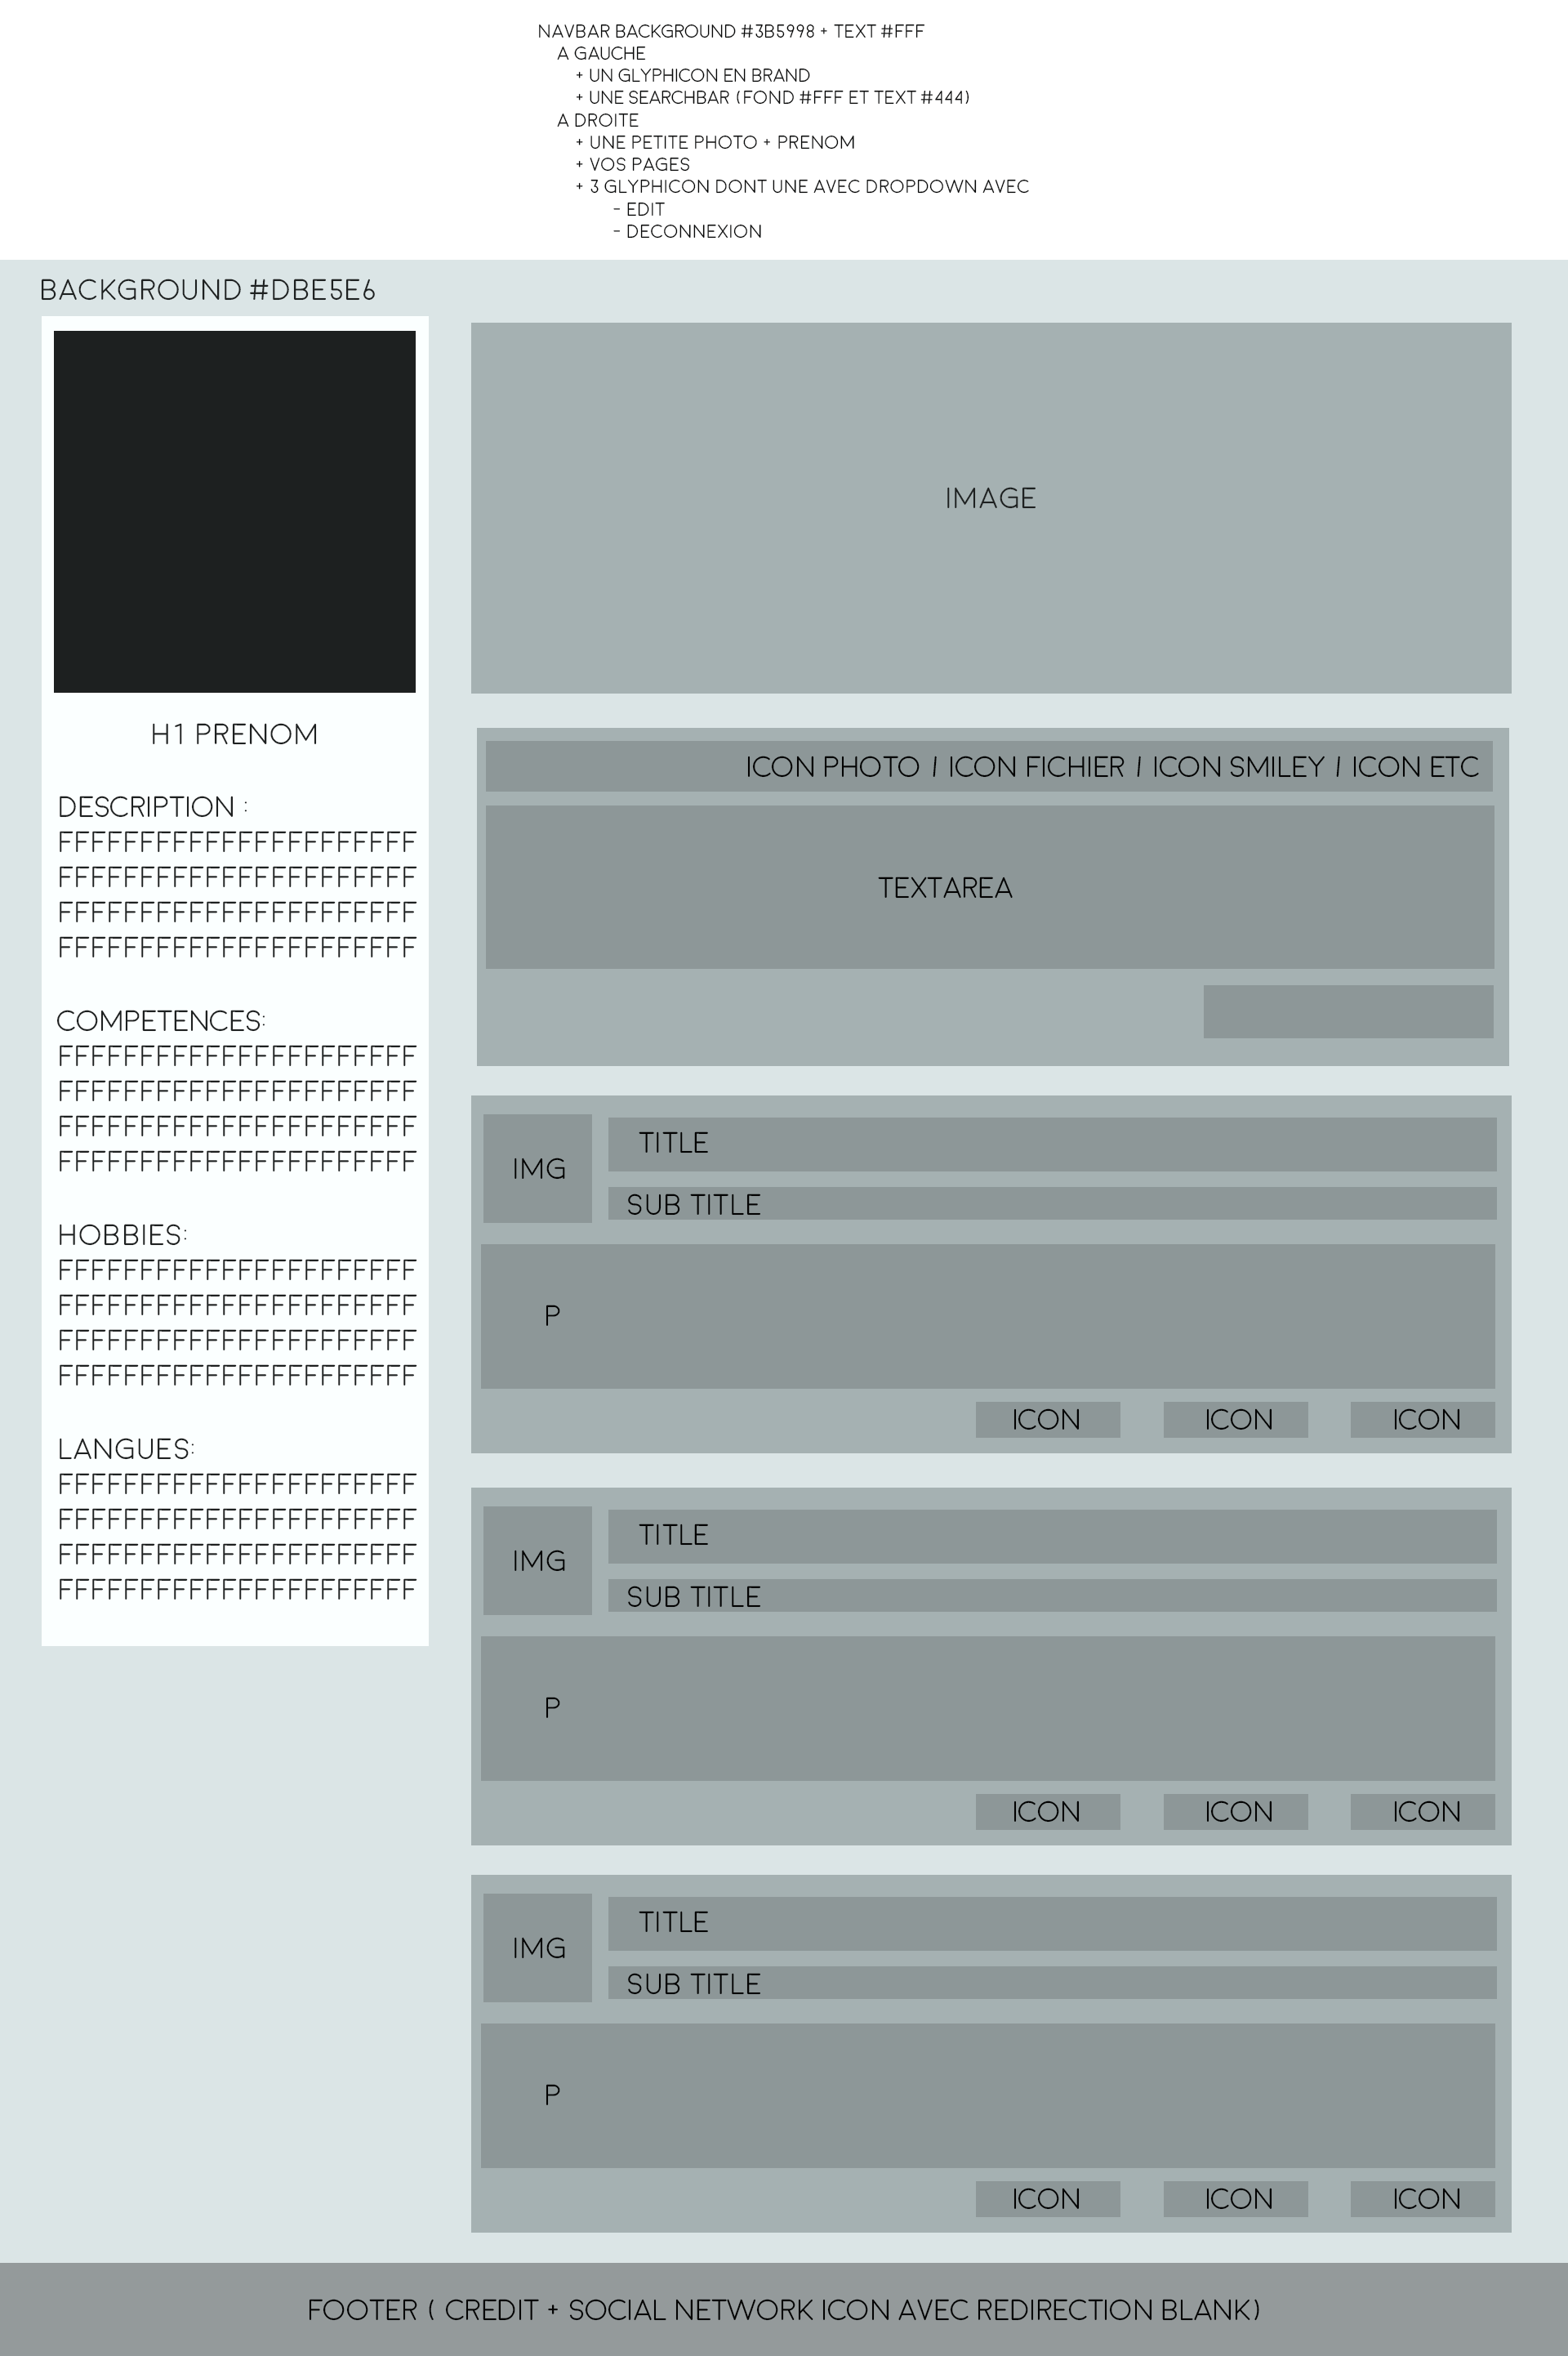 NAVBAR BACKGROUND #3B5998 + TEXT #FFF
A GAUCHE
+ UN GLYPHICON EN BRAND
+ UNE SEARCHBAR (FOND #FFF ET TEXT #444)
A DROITE
+ UNE PETITE PHOTO + PRENOM
+ VOS PAGES
+ 3 GLYPHICON DONT UNE AVEC DROPDOWN AVEC
- EDIT
- DECONNEXION
BACKGROUND #DBE5E6
H1 PRENOM
DESCRIPTION :
FFFFFFFFFFFFFFFFFFFFFF
FFFFFFFFFFFFFFFFFFFFFF
FFFFFFFFFFFFFFFFFFFFFF
FFFFFFFFFFFFFFFFFFFFFF
COMPETENCES:
FFFFFFFFFFFFFFFFFFFFFF
FFFFFFFFFFFFFFFFFFFFFF
FFFFFFFFFFFFFFFFFFFFFF
FFFFFFFFFFFFFFFFFFFFFF
HOBBIES:
FFFFFFFFFFFFFFFFFFFFFF
FFFFFFFFFFFFFFFFFFFFFF
FFFFFFFFFFFFFFFFFFFFFF
FFFFFFFFFFFFFFFFFFFFFF
LANGUES:
FFFFFFFFFFFFFFFFFFFFFF
FFFFFFFFFFFFFFFFFFFFFF
FFFFFFFFFFFFFFFFFFFFFF
FFFFFFFFFFFFFFFFFFFFFF
IMAGE
ICON PHOTO / ICON FICHIER / ICON SMILEY / ICON ETC
TEXTAREA
IMG
TITLE
SUB TITLE
P
ICON ICON ICON
IMG
TITLE
SUB TITLE
P
ICON ICON ICON
IMG
TITLE
SUB TITLE
P
ICON ICON ICON
FOOTER ( CREDIT + SOCIAL NETWORK ICON AVEC REDIRECTION BLANK)